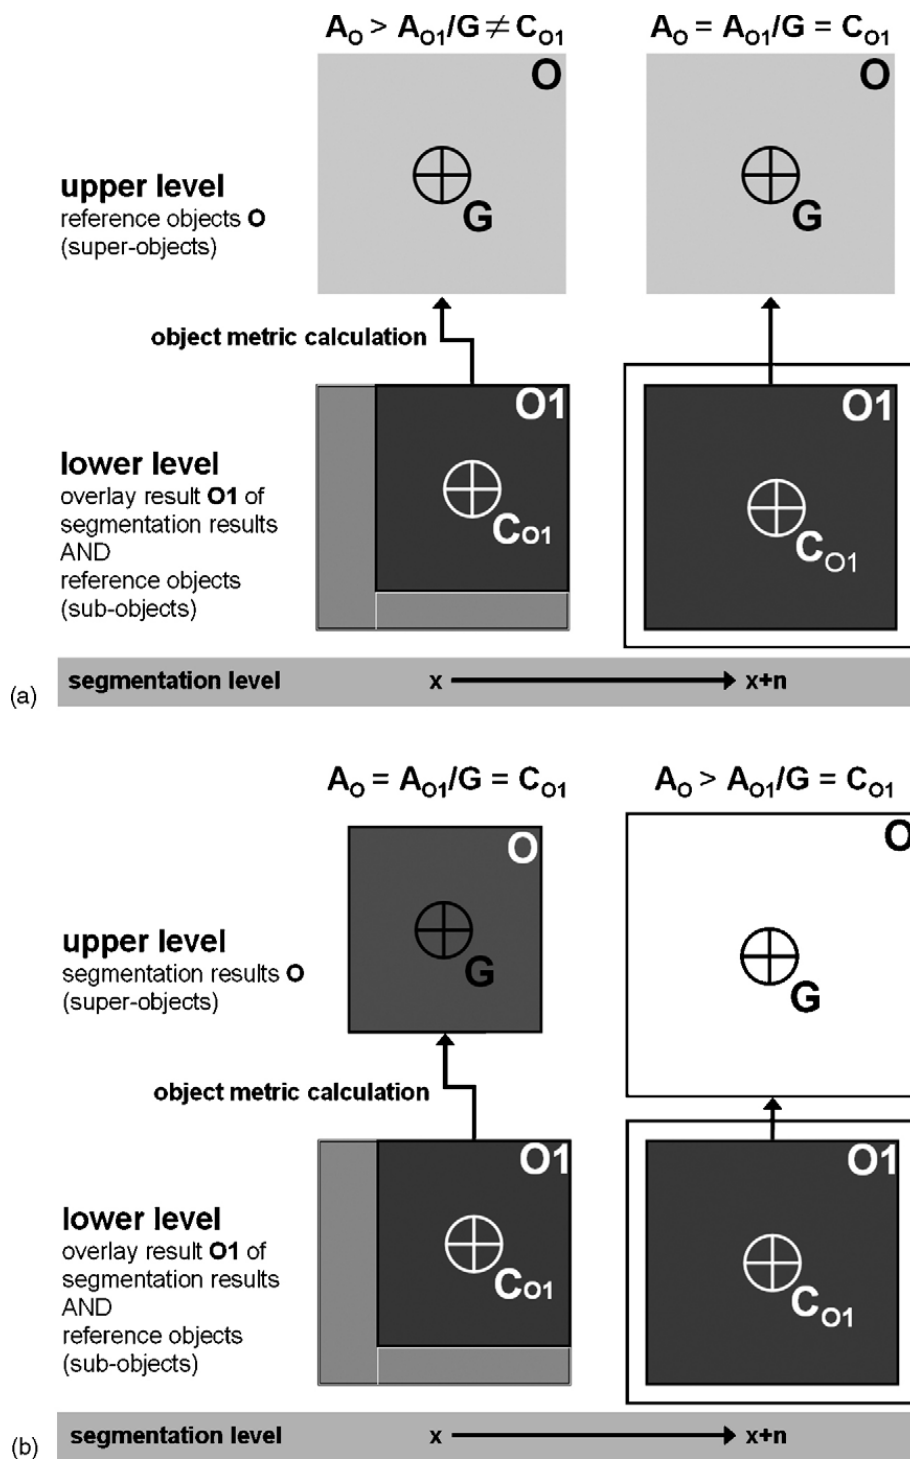 A_O > A_O1/G ≠ C_O1
A_O = A_O1/G = C_O1
O
O
upper level
reference objects O
(super-objects)
G
G
object metric calculation
O1
O1
lower level
overlay result O1 of
segmentation results
AND
reference objects
(sub-objects)
C_O1
C_O1
(a)
segmentation level x x+n
A_O = A_O1/G = C_O1
A_O > A_O1/G = C_O1
O
O
upper level
segmentation results O
(super-objects)
G
G
object metric calculation
O1
O1
lower level
overlay result O1 of
segmentation results
AND
reference objects
(sub-objects)
C_O1
C_O1
(b)
segmentation level x x+n